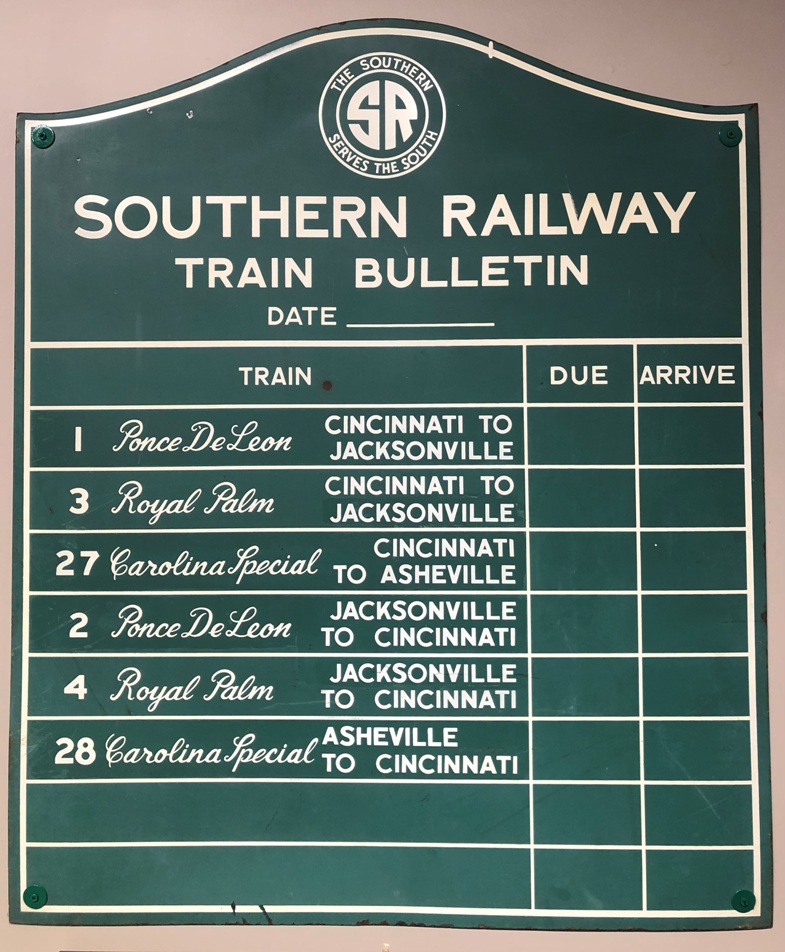 THE SOUTHERN
SR
SERVES THE SOUTH
SOUTHERN RAILWAY
TRAIN BULLETIN
DATE
TRAIN DUE ARRIVE
1 Ponce De Leon CINCINNATI TO
JACKSONVILLE
3 Royal Palm CINCINNATI TO
JACKSONVILLE
27 Carolina Special CINCINNATI
TO ASHEVILLE
2 Ponce De Leon JACKSONVILLE
TO CINCINNATI
4 Royal Palm JACKSONVILLE
TO CINCINNATI
28 Carolina Special ASHEVILLE
TO CINCINNATI